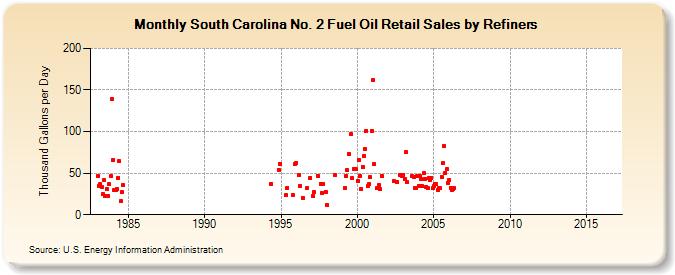 Monthly South Carolina No. 2 Fuel Oil Retail Sales by Refiners
Thousand Gallons per Day
200
150
100
50
0
1985 1990 1995 2000 2005 2010 2015
Source: U.S. Energy Information Administration